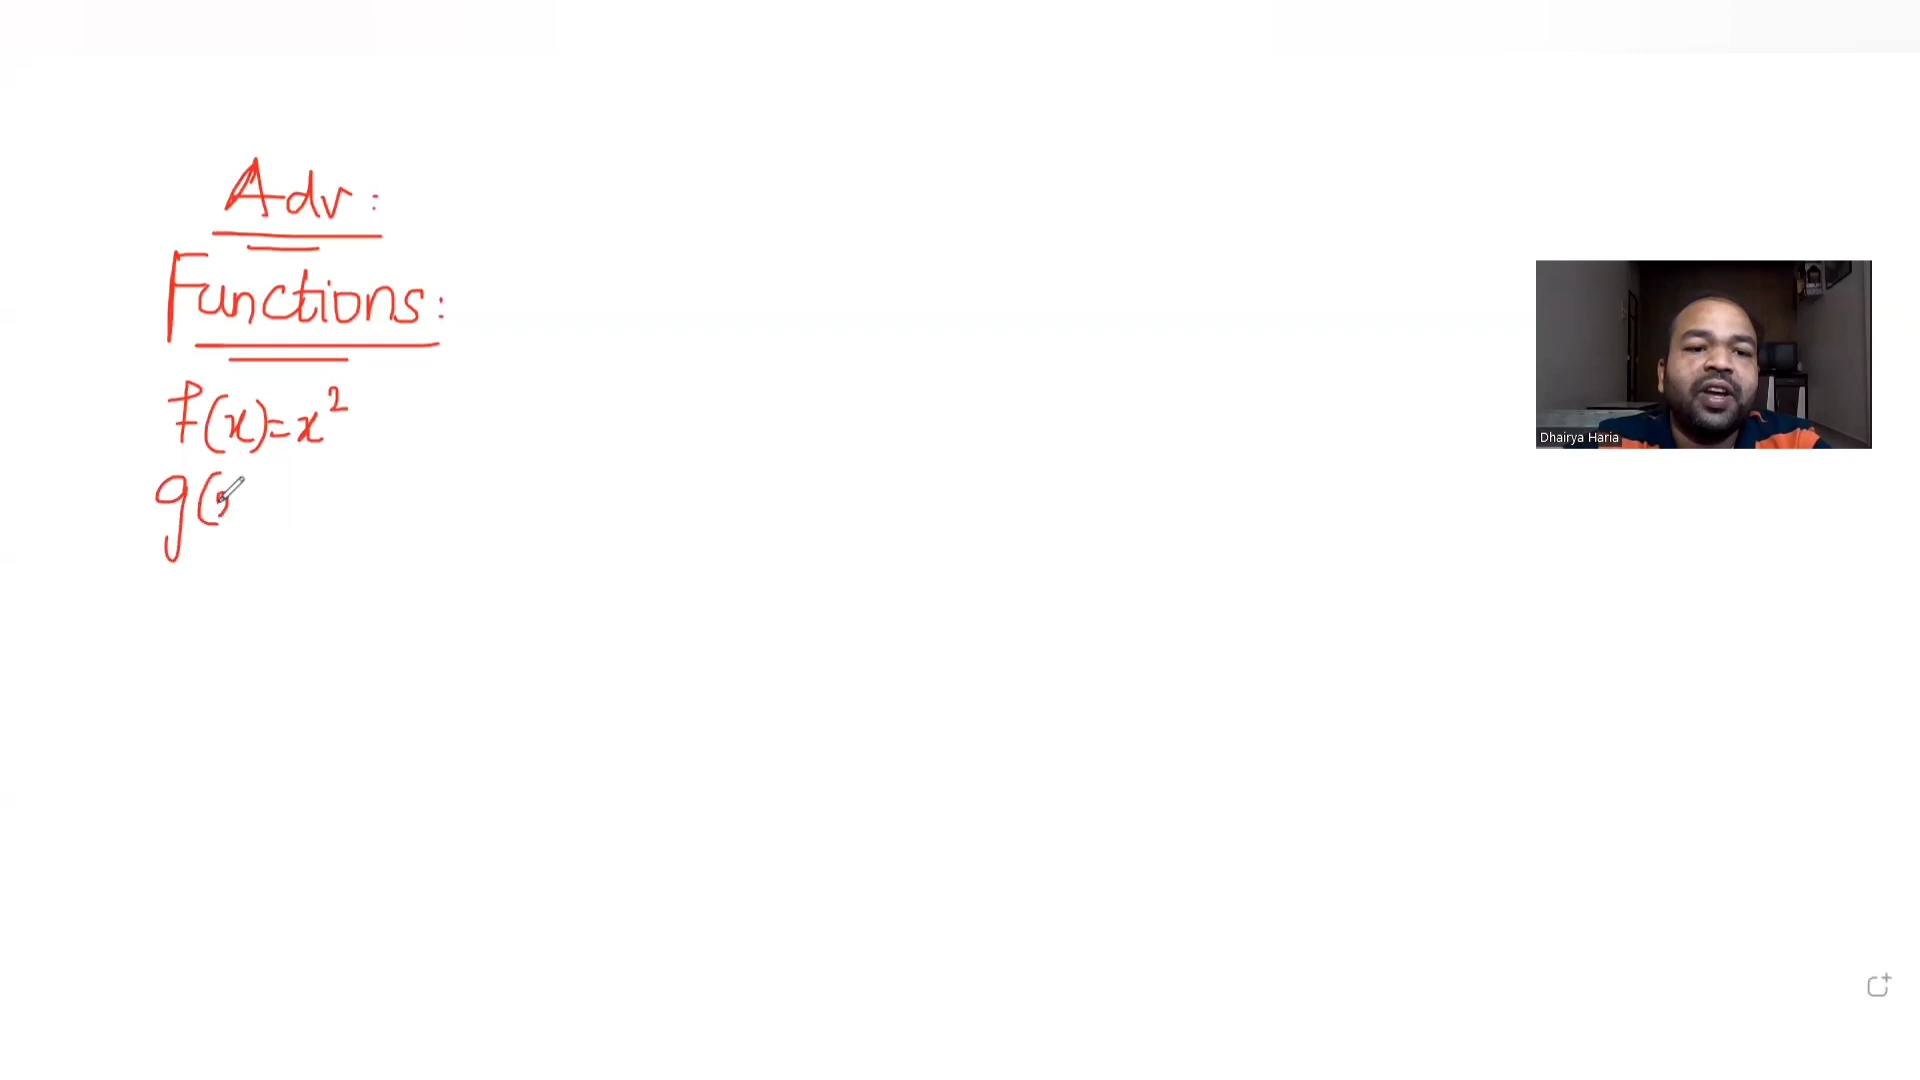 Adv:
Functions:
f(x)=x²
g(
Dhairya Haria